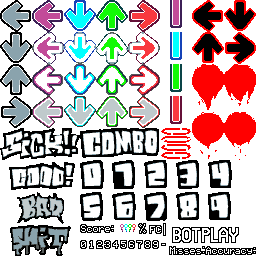 SICK!! COMBO
GOOD! 0 1 2 3 4
BAD 5 6 7 8 9
SHIT Score: % FC|
0123456789- BOTPLAY
Misses·Accuracy: